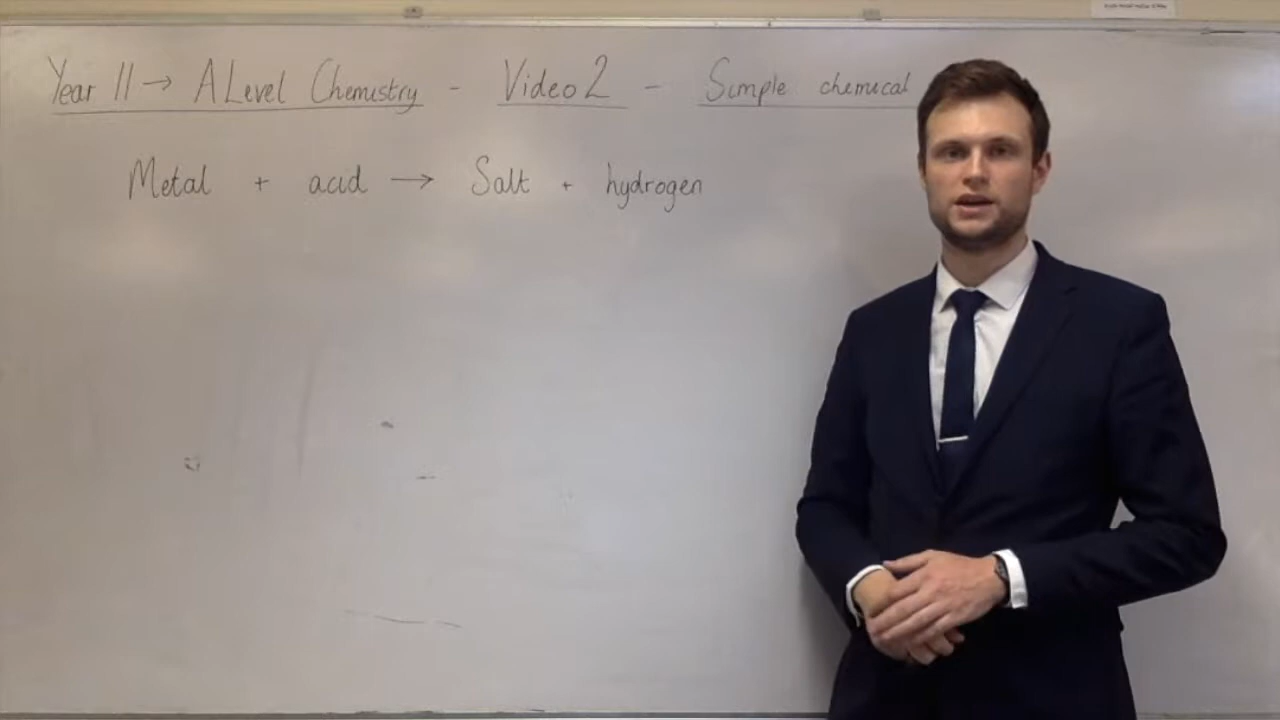 Year 11 → A Level Chemistry - Video 2 - Simple chemical
Metal + acid → Salt + hydrogen